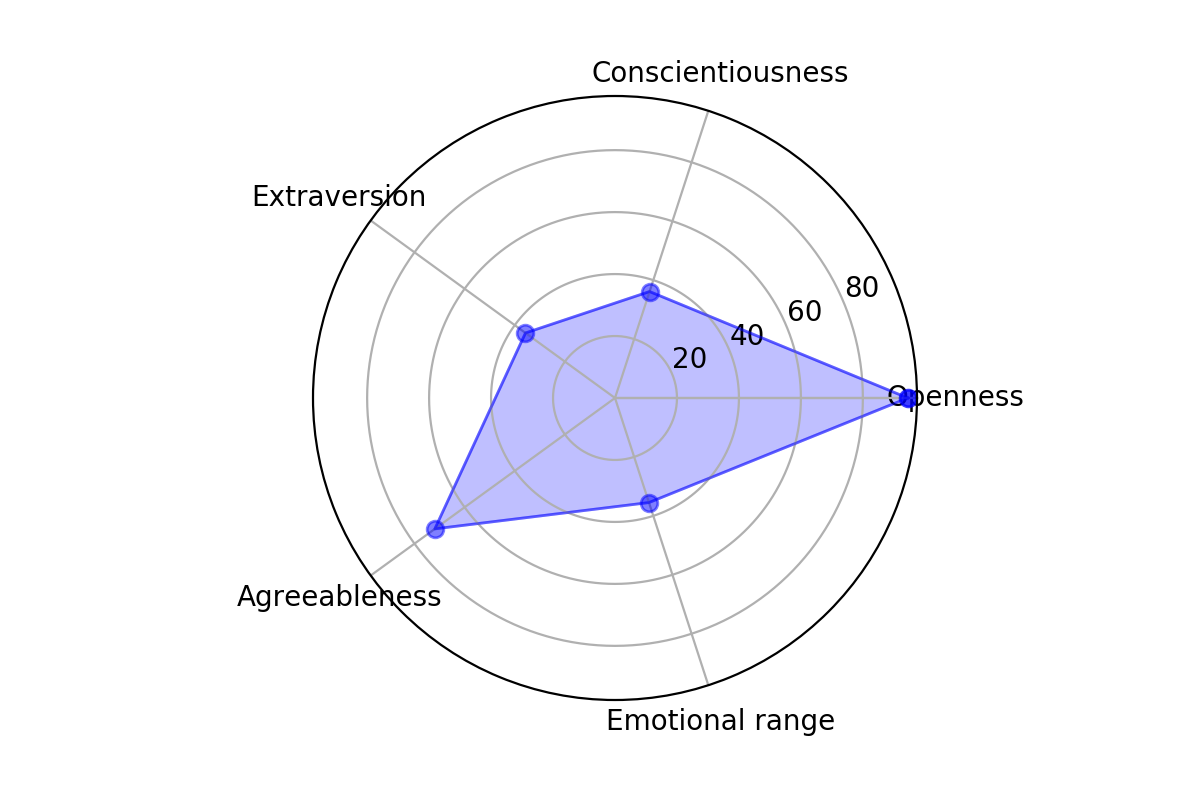 Conscientiousness
Extraversion
80
60
40
20
Openness
Agreeableness
Emotional range